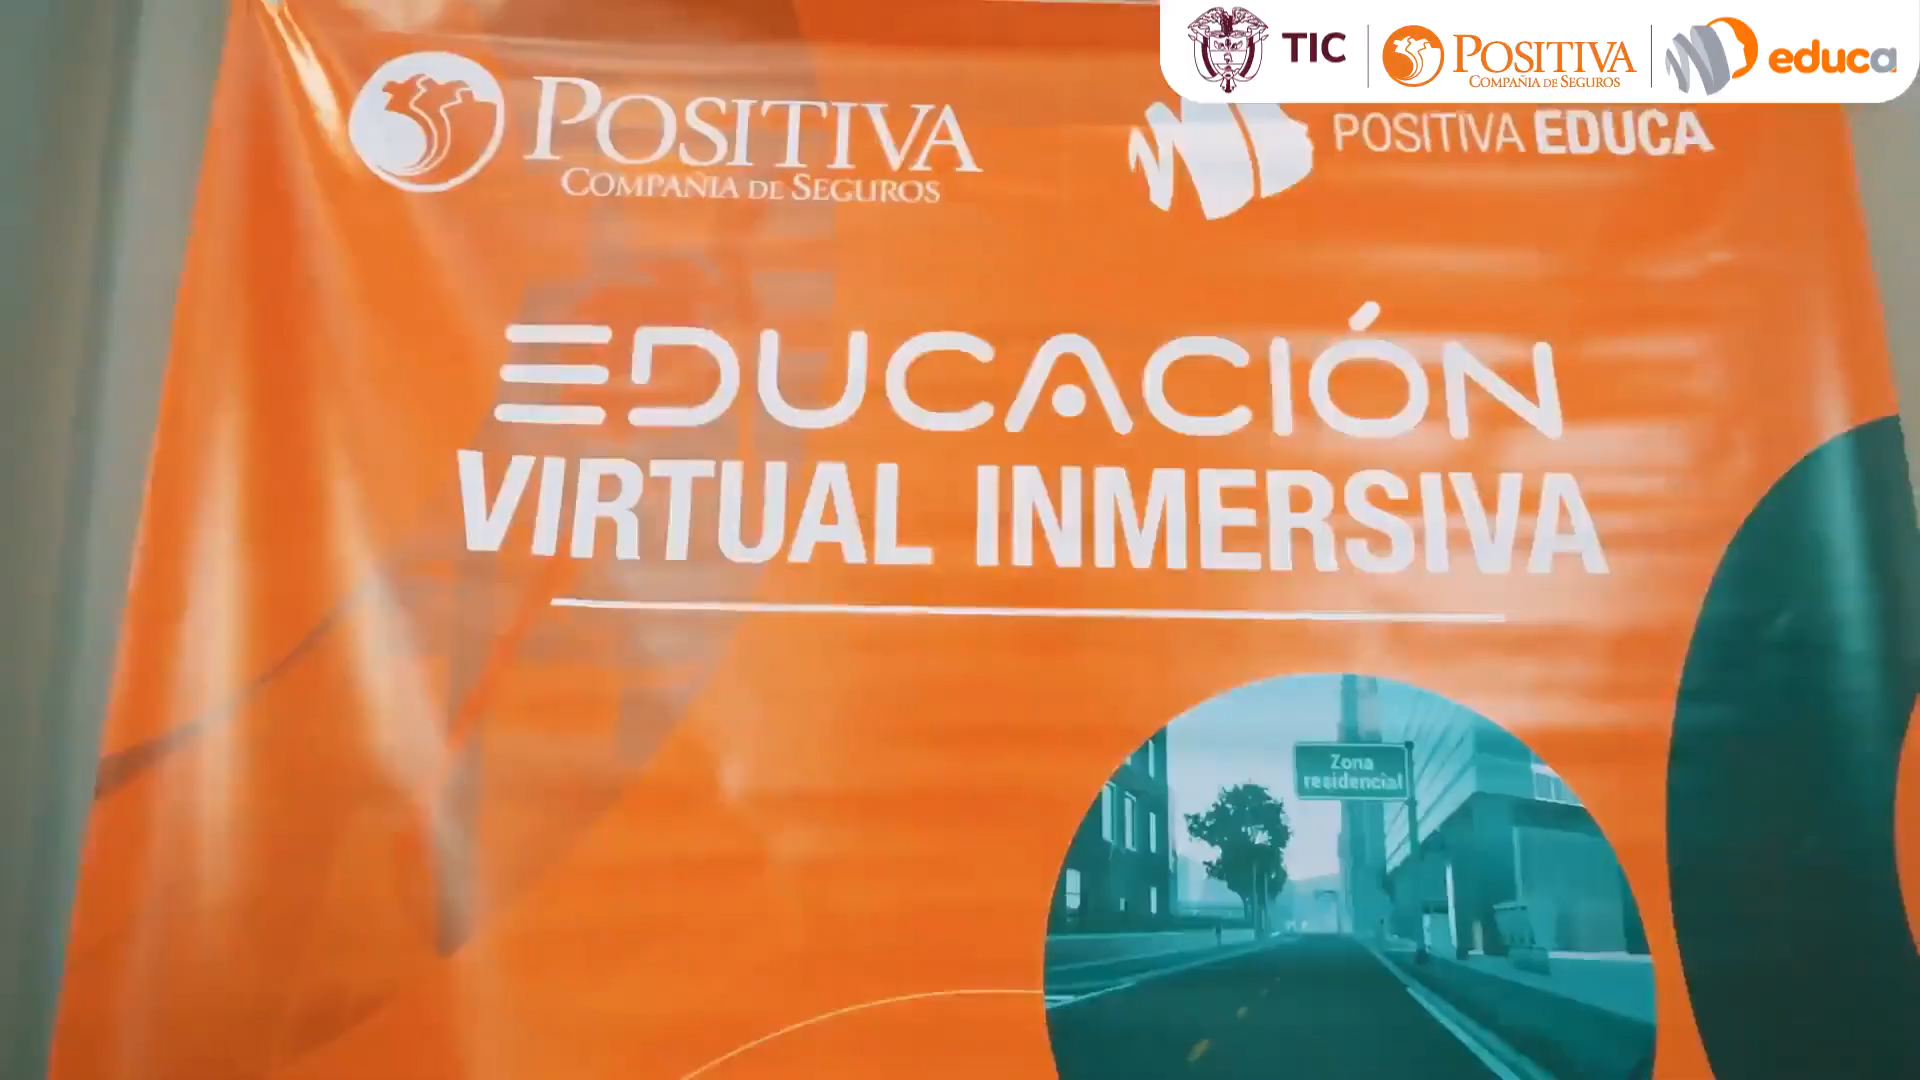 TIC
POSITIVA
COMPAÑIA DE SEGUROS
educa
POSITIVA
COMPAÑIA DE SEGUROS
POSITIVA EDUCA
EDUCACIÓN
VIRTUAL INMERSIVA
Zona
residencial